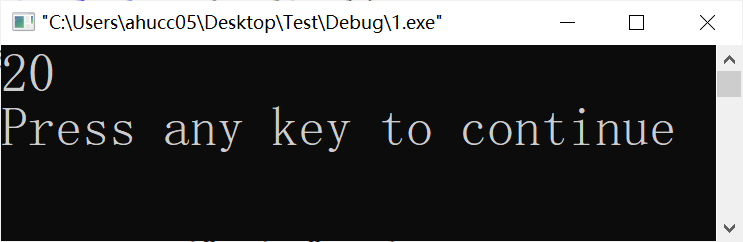 "C:\Users\ahucc05\Desktop\Test\Debug\1.exe"
20
Press any key to continue